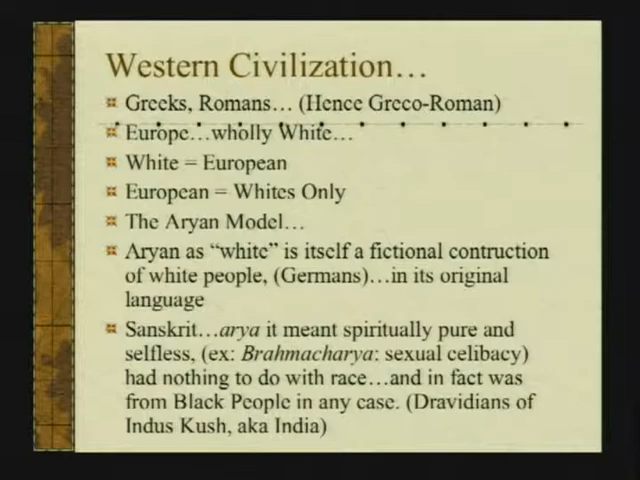 Western Civilization…
Greeks, Romans… (Hence Greco-Roman)
Europe…wholly White…
White = European
European = Whites Only
The Aryan Model…
Aryan as “white” is itself a fictional contruction
of white people, (Germans)…in its original
language
Sanskrit…arya it meant spiritually pure and
selfless, (ex: Brahmacharya: sexual celibacy)
had nothing to do with race…and in fact was
from Black People in any case. (Dravidians of
Indus Kush, aka India)